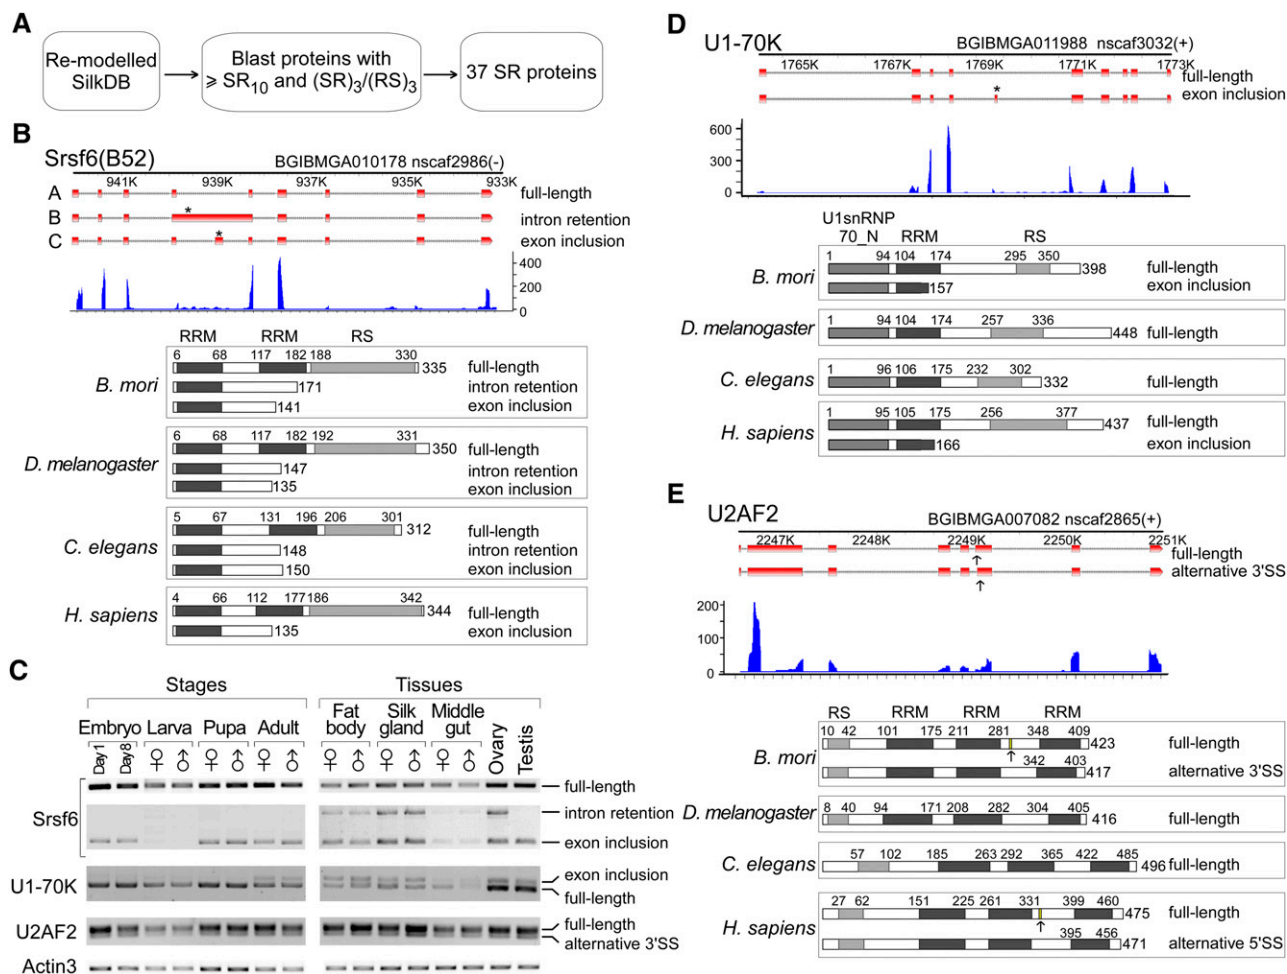 A
Re-modelled
SilkDB
Blast proteins with
≥ SR10 and (SR)3/(RS)3
37 SR proteins
B
Srsf6(B52)
BGIBMGA010178 nscaf2986(-)
941K 939K 937K 935K 933K
A full-length
B * intron retention
C * exon inclusion
400
200
0
RRM RRM RS
B. mori
6 68 117 182 188 330
335 full-length
171 intron retention
141 exon inclusion
D. melanogaster
6 68 117 182 192 331
350 full-length
147 intron retention
135 exon inclusion
C. elegans
5 67 131 196 206 301
312 full-length
148 intron retention
150 exon inclusion
H. sapiens
4 66 112 177 186 342
344 full-length
135 exon inclusion
C
Stages Tissues
Embryo Larva Pupa Adult
Fat body Silk gland Middle gut Ovary Testis
Day1 Day8 ♀ ♂ ♀ ♂ ♀ ♂ ♀ ♂ ♀ ♂ ♀ ♂
Srsf6
full-length
intron retention
exon inclusion
U1-70K
exon inclusion
full-length
U2AF2
full-length
alternative 3'SS
Actin3
D
U1-70K
BGIBMGA011988 nscaf3032(+)
1765K 1767K 1769K 1771K 1773K
full-length
* exon inclusion
600
300
0
U1snRNP
70_N RRM RS
B. mori
1 94 104 174 295 350
398 full-length
157 exon inclusion
D. melanogaster
1 94 104 174 257 336
448 full-length
C. elegans
1 96 106 175 232 302
332 full-length
H. sapiens
1 95 105 175 256 377
437 full-length
166 exon inclusion
E
U2AF2
BGIBMGA007082 nscaf2865(+)
2247K 2248K 2249K 2250K 2251K
full-length
alternative 3'SS
200
100
0
RS RRM RRM RRM
B. mori
10 42 101 175 211 281 348 409
423 full-length
342 403
417 alternative 3'SS
D. melanogaster
8 40 94 171 208 282 304 405
416 full-length
C. elegans
57 102 185 263 292 365 422 485
496 full-length
H. sapiens
27 62 151 225 261 331 399 460
475 full-length
395 456
471 alternative 5'SS